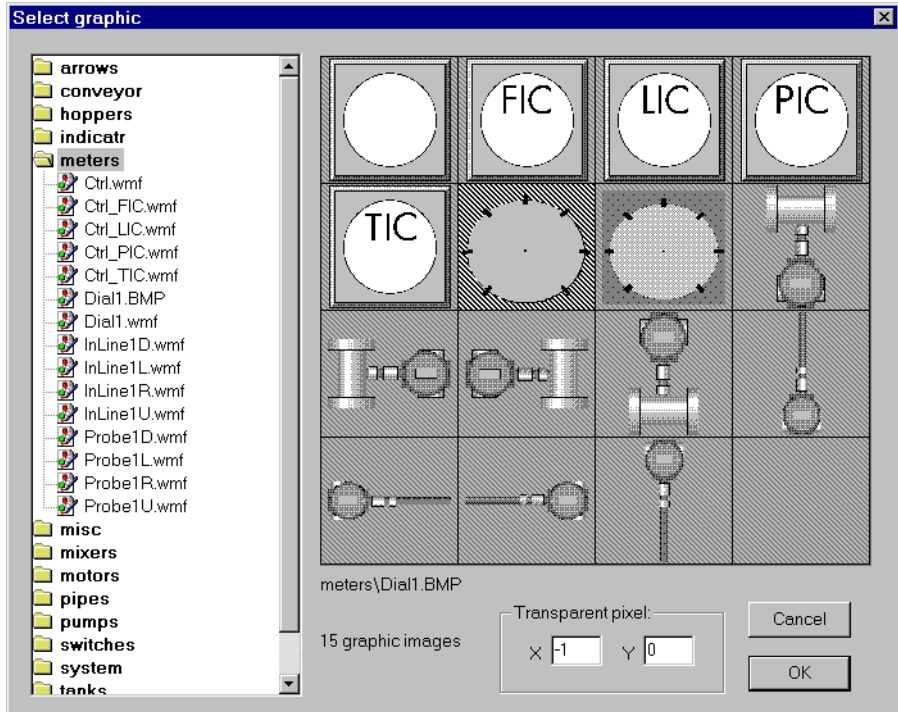 Select graphic
arrows
conveyor
hoppers
indicatr
meters
Ctrl.wmf
Ctrl_FIC.wmf
Ctrl_LIC.wmf
Ctrl_PIC.wmf
Ctrl_TIC.wmf
Dial1.BMP
Dial1.wmf
InLine1D.wmf
InLine1L.wmf
InLine1R.wmf
InLine1U.wmf
Probe1D.wmf
Probe1L.wmf
Probe1R.wmf
Probe1U.wmf
misc
mixers
motors
pipes
pumps
switches
system
tanks
FIC LIC PIC
TIC
meters\Dial1.BMP
15 graphic images
Transparent pixel:
X -1 Y 0
Cancel
OK